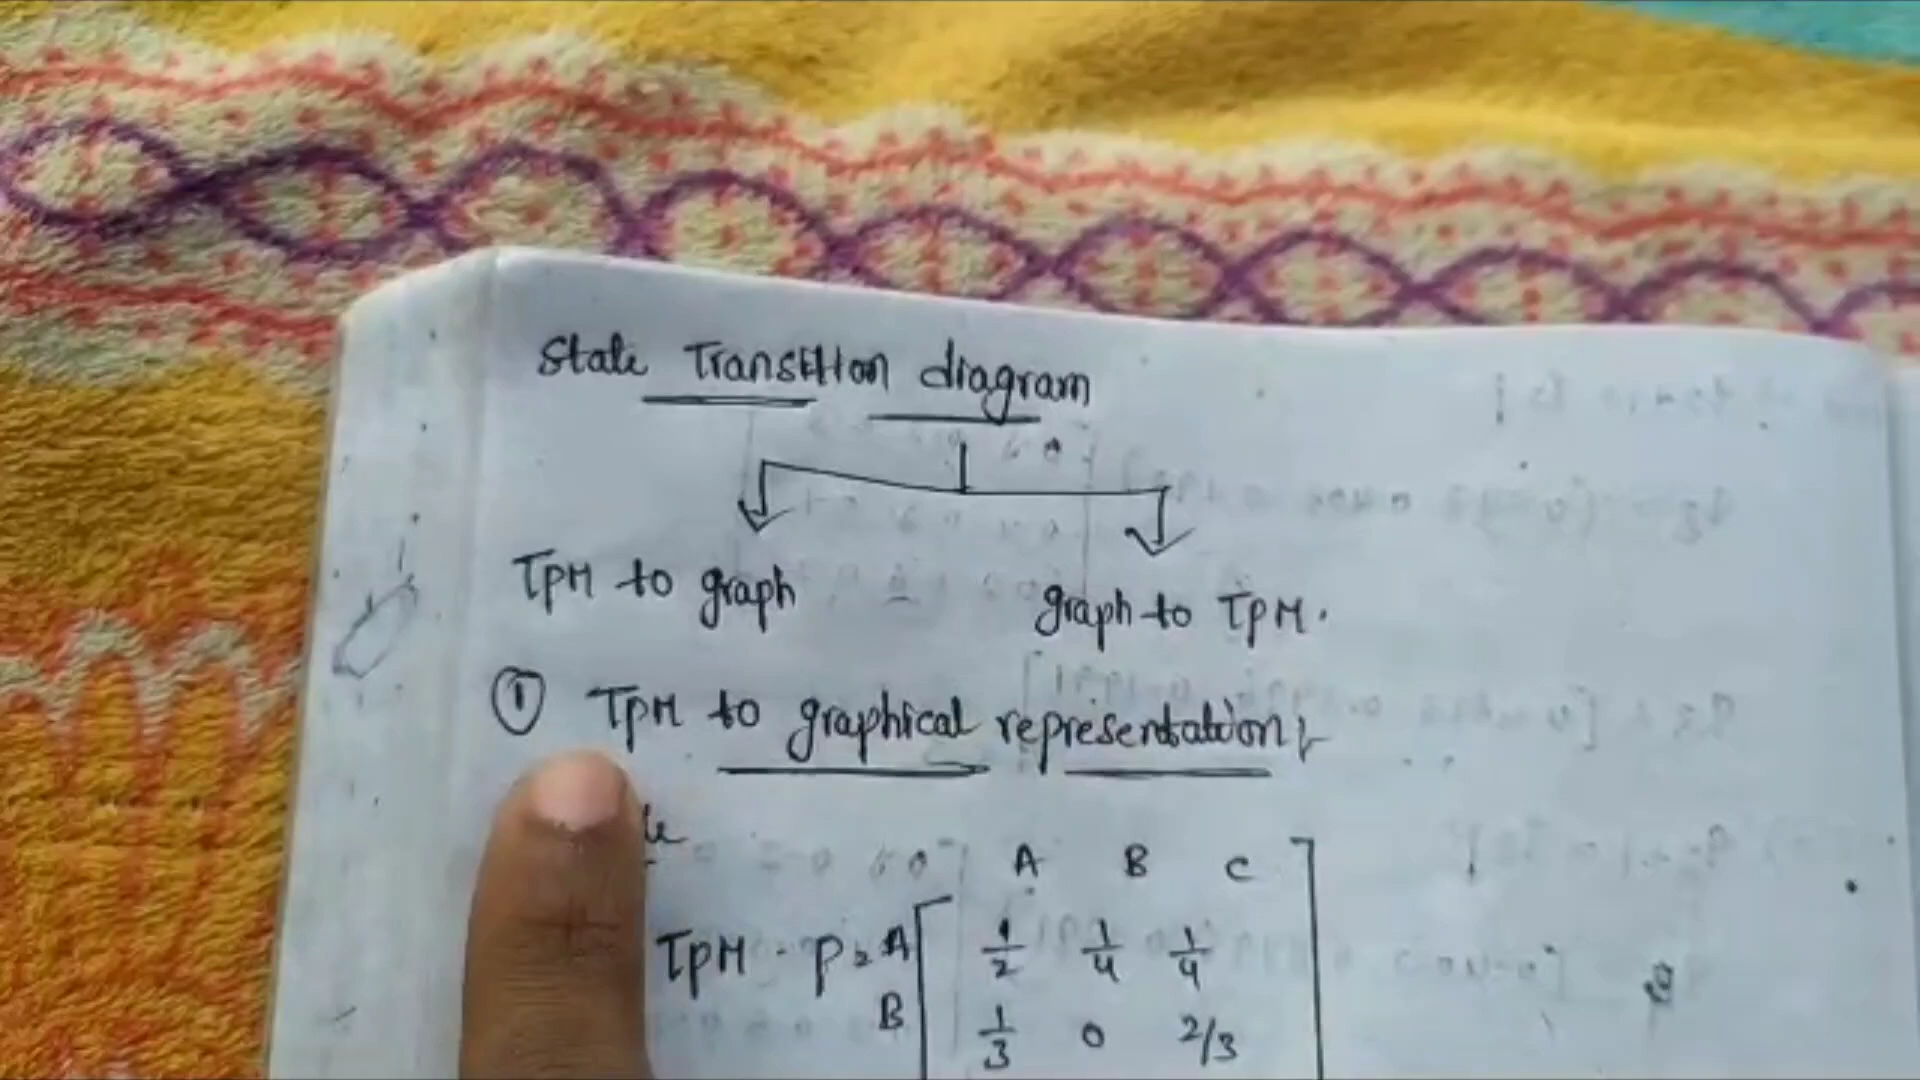 State Transition diagram
TPM to graph
graph to TPM.
① TPM to graphical representation
A B C
TPM - P = A 1/2 1/4 1/4
B 1/3 0 2/3